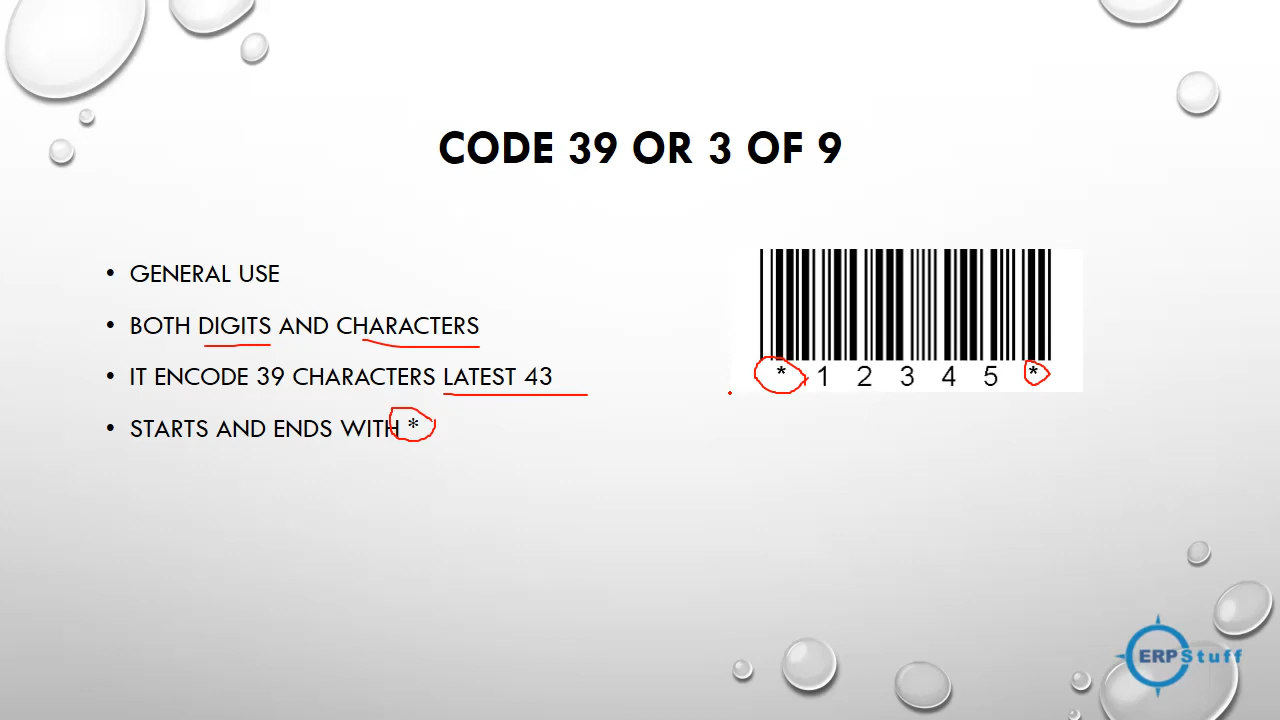 CODE 39 OR 3 OF 9
• GENERAL USE
• BOTH DIGITS AND CHARACTERS
• IT ENCODE 39 CHARACTERS LATEST 43
• STARTS AND ENDS WITH *
* 1 2 3 4 5 *
ERPStuff